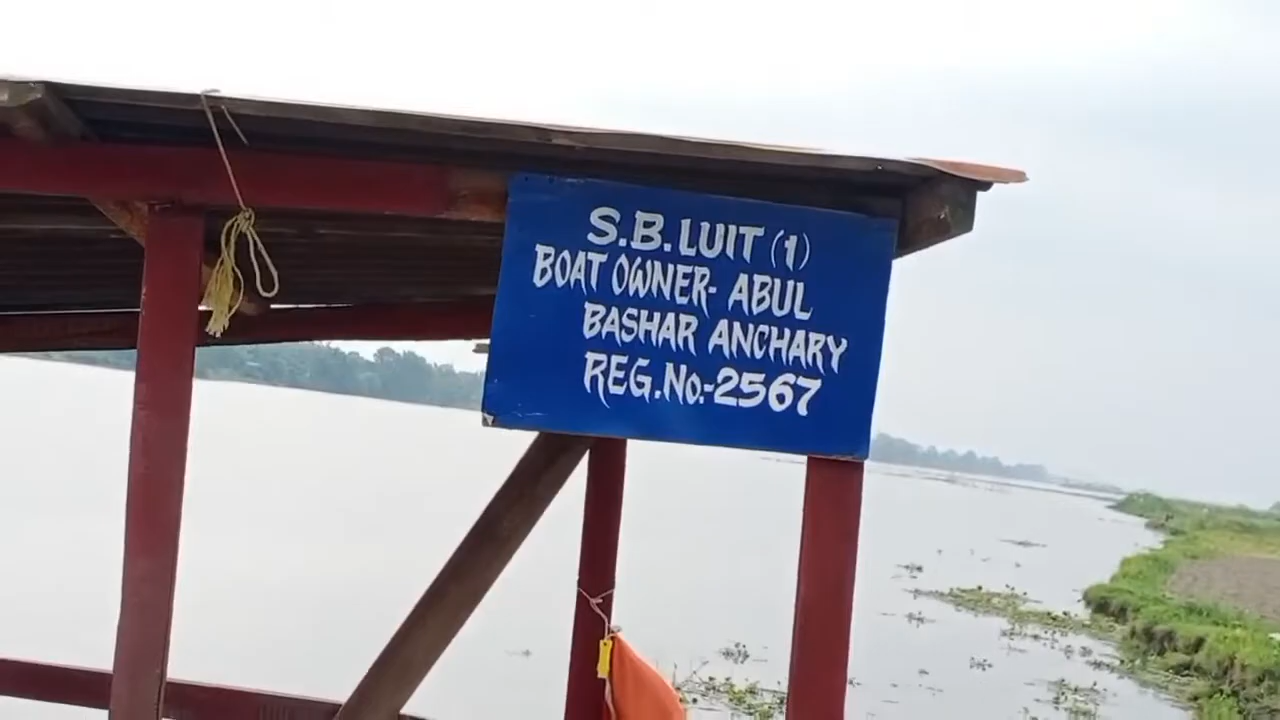 S.B. LUIT (1)
BOAT OWNER- ABUL
BASHAR ANCHARY
REG. No:-2567